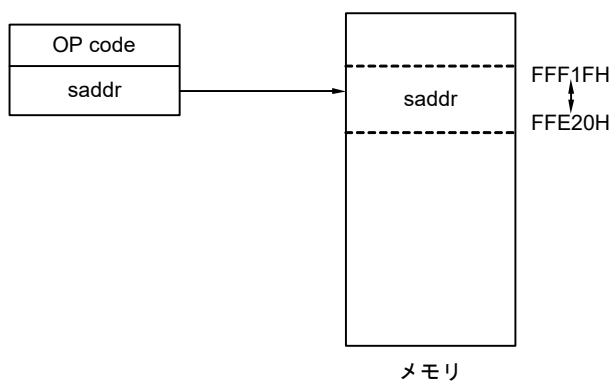 OP code
saddr
saddr
FFF1FH
FFE20H
メモリ